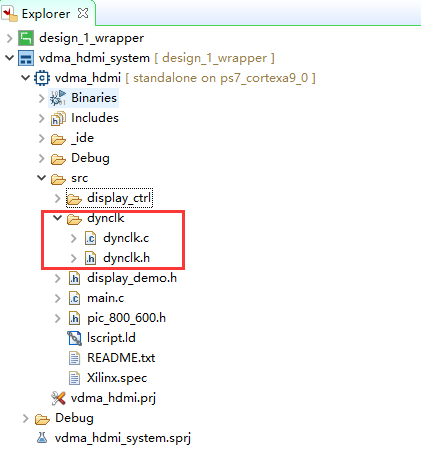 Explorer
design_1_wrapper
vdma_hdmi_system [ design_1_wrapper ]
vdma_hdmi [ standalone on ps7_cortexa9_0 ]
Binaries
Includes
_ide
Debug
src
display_ctrl
dynclk
dynclk.c
dynclk.h
display_demo.h
main.c
pic_800_600.h
lscript.ld
README.txt
Xilinx.spec
vdma_hdmi.prj
Debug
vdma_hdmi_system.sprj